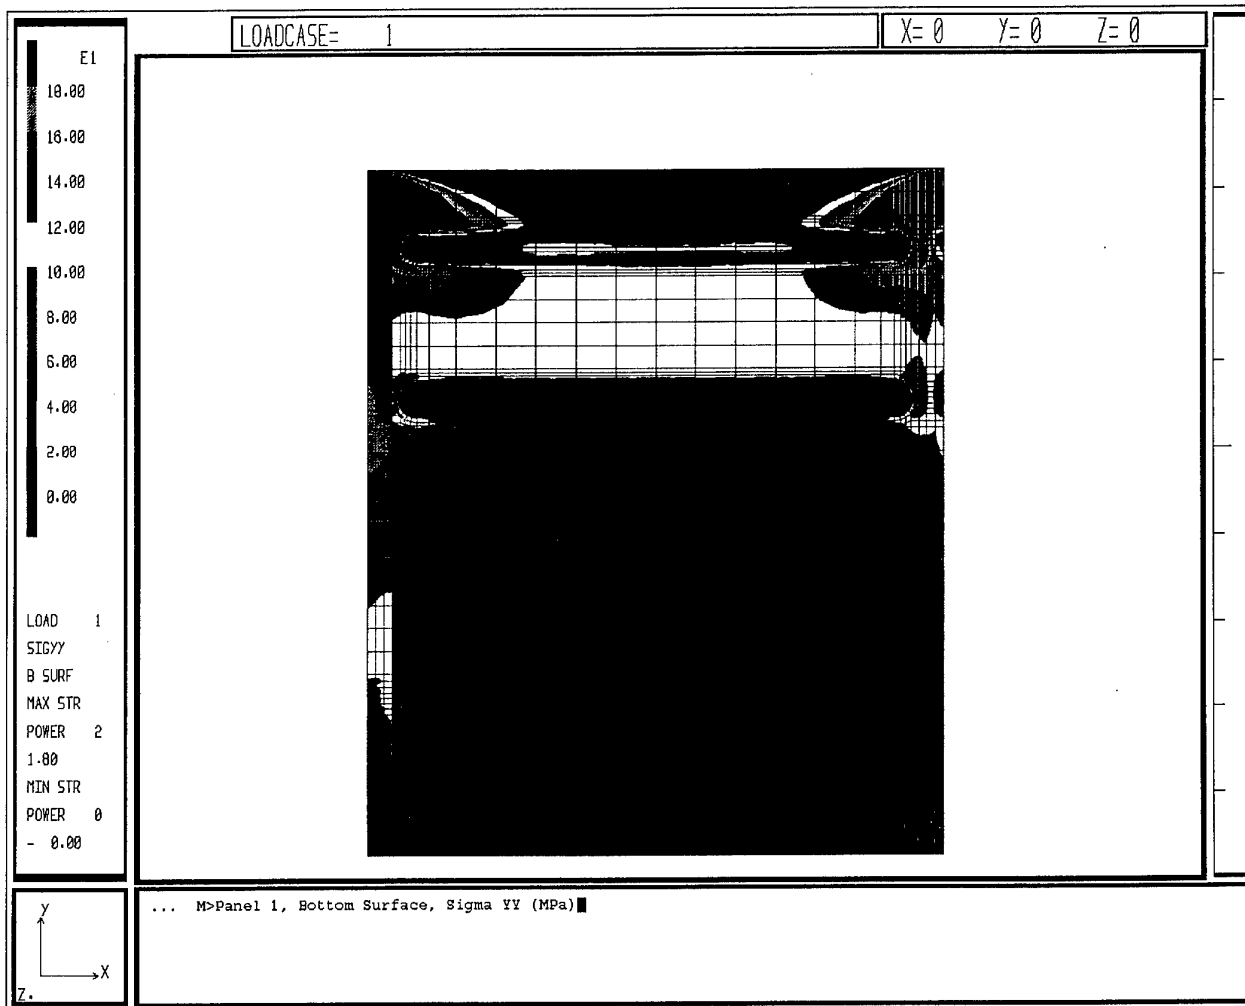 LOADCASE= 1
X= 0 Y= 0 Z= 0
E1
18.00
16.00
14.00
12.00
10.00
8.00
6.00
4.00
2.00
0.00
LOAD 1
SIGYY
B SURF
MAX STR
POWER 2
1.80
MIN STR
POWER 0
- 0.00
y
X
Z.
... M>Panel 1, Bottom Surface, Sigma YY (MPa)